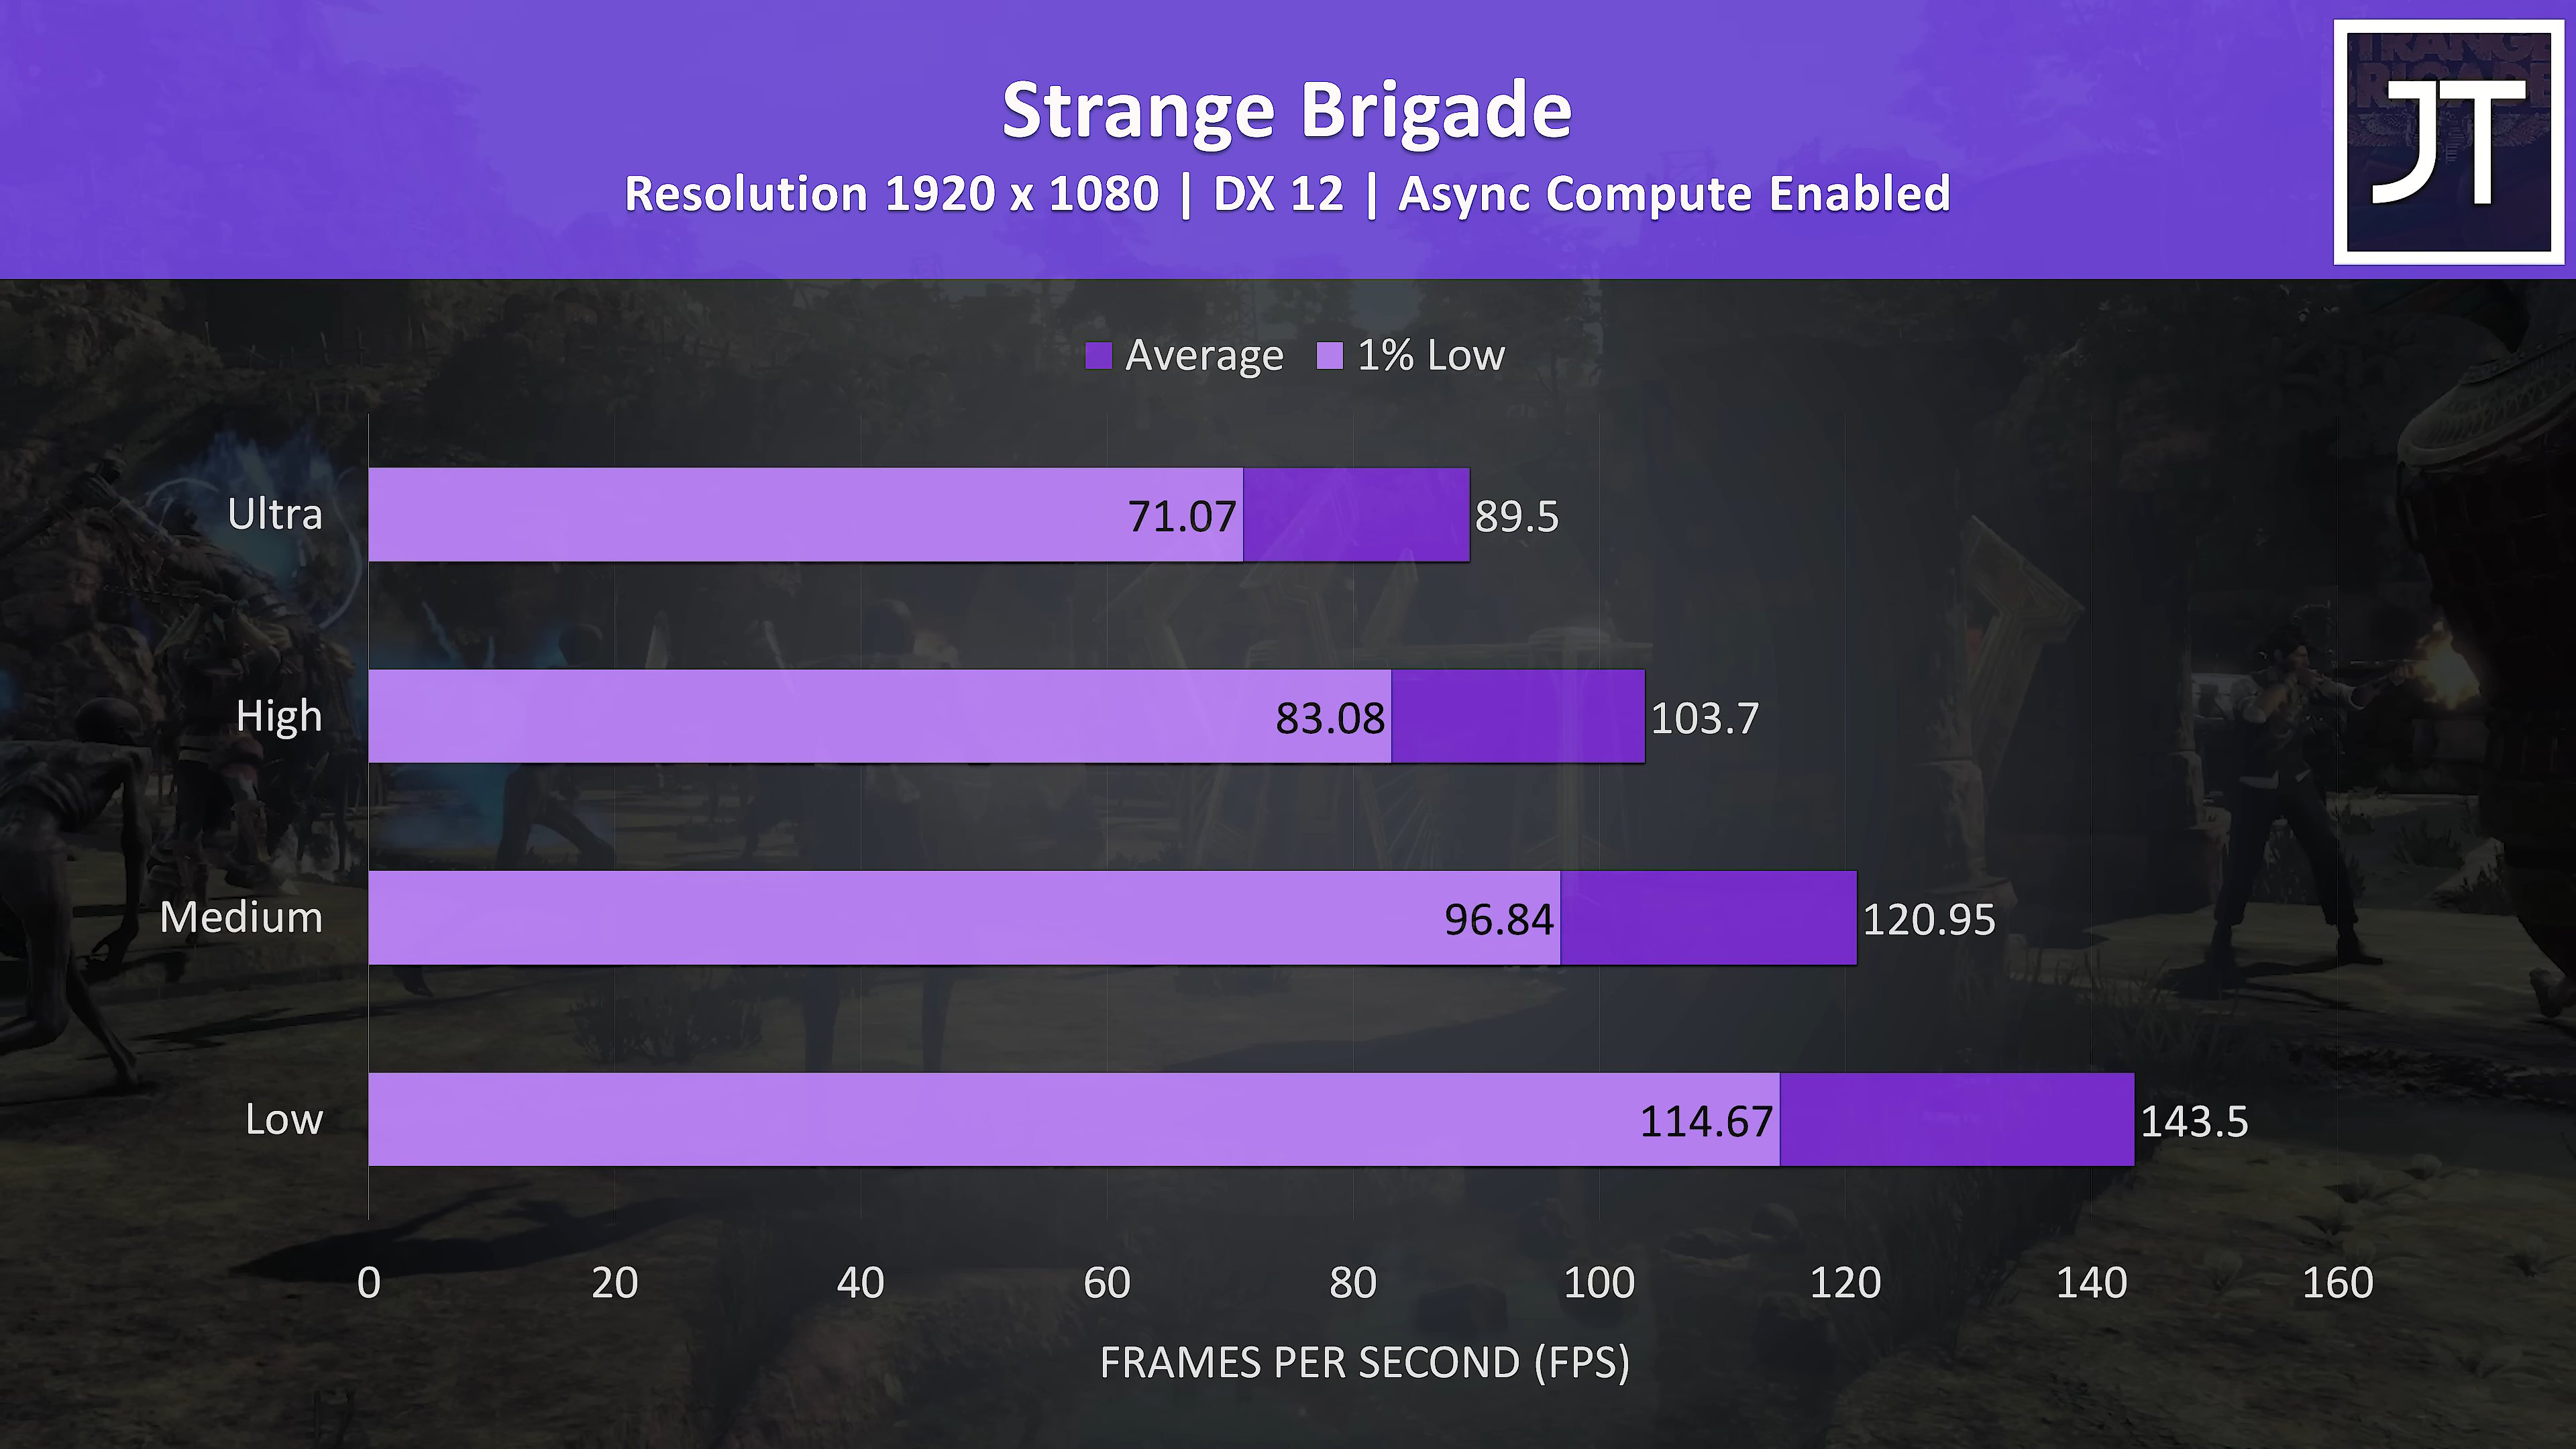 Strange Brigade
Resolution 1920 x 1080 | DX 12 | Async Compute Enabled
JT
STRANGE
BRIGADE
Average 1% Low
Ultra 71.07 89.5
High 83.08 103.7
Medium 96.84 120.95
Low 114.67 143.5
0 20 40 60 80 100 120 140 160
FRAMES PER SECOND (FPS)